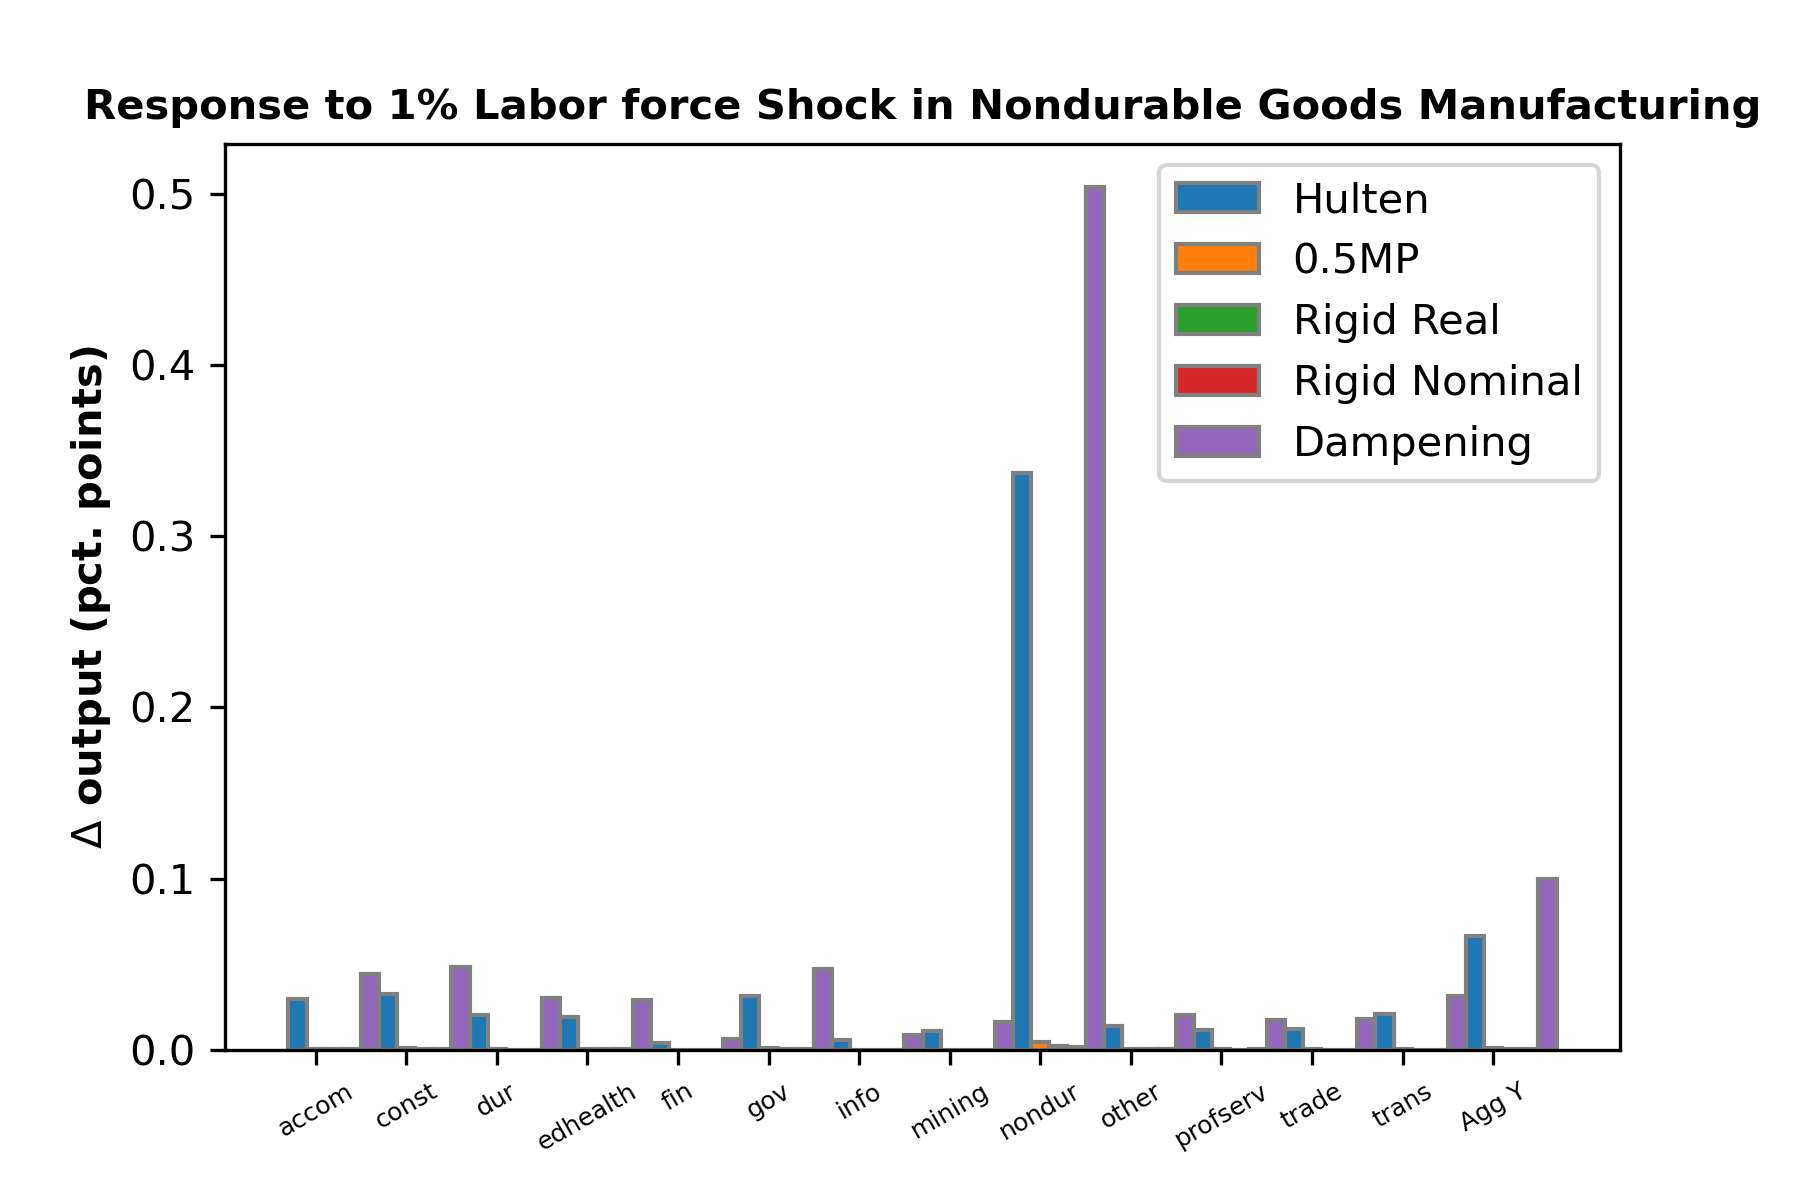 Response to 1% Labor force Shock in Nondurable Goods Manufacturing
Δ output (pct. points)
0.5
0.4
0.3
0.2
0.1
0.0
Hulten
0.5MP
Rigid Real
Rigid Nominal
Dampening
accom const dur edhealth fin gov info mining nondur other profserv trade trans Agg Y